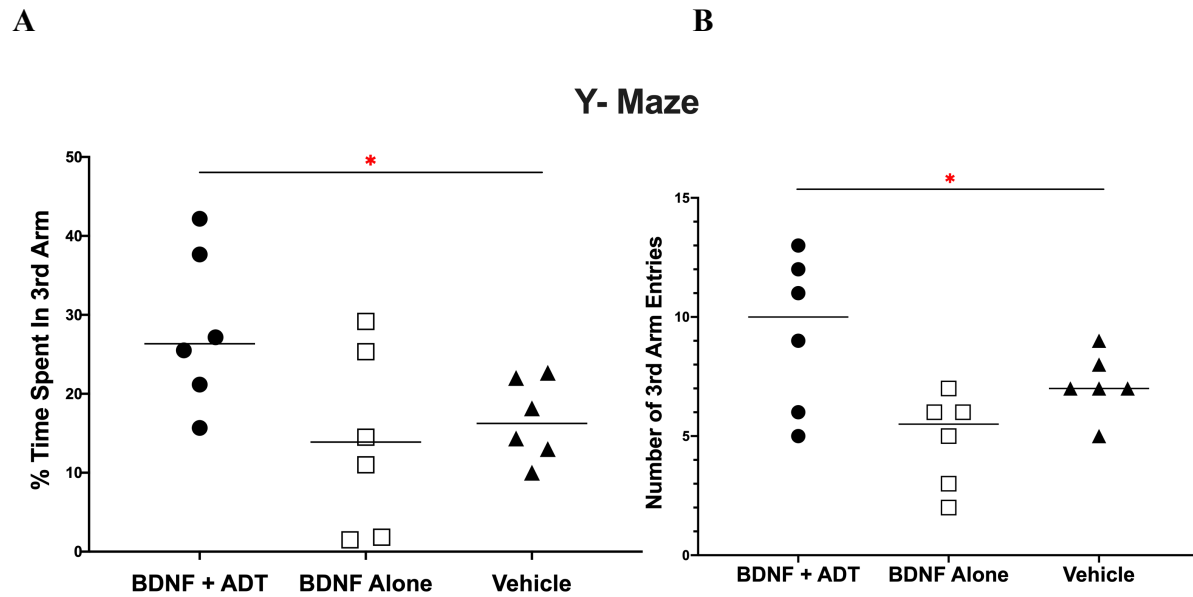 A
B
Y- Maze
% Time Spent In 3rd Arm
50
40
30
20
10
0
*
BDNF + ADT
BDNF Alone
Vehicle
Number of 3rd Arm Entries
15
10
5
0
*
BDNF + ADT
BDNF Alone
Vehicle